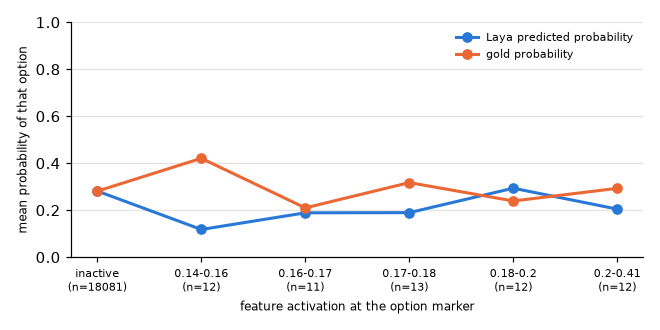 1.0
0.8
0.6
0.4
0.2
0.0
mean probability of that option
Laya predicted probability
gold probability
inactive
(n=18081)
0.14-0.16
(n=12)
0.16-0.17
(n=11)
0.17-0.18
(n=13)
0.18-0.2
(n=12)
0.2-0.41
(n=12)
feature activation at the option marker